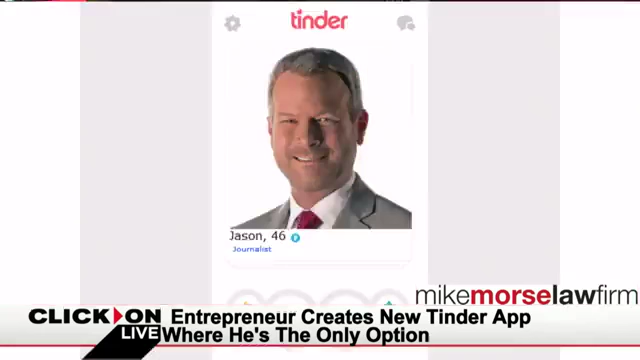 tinder
Jason, 46
Journalist
mikemorselawfirm
CLICK ON
LIVE
Entrepreneur Creates New Tinder App
Where He's The Only Option